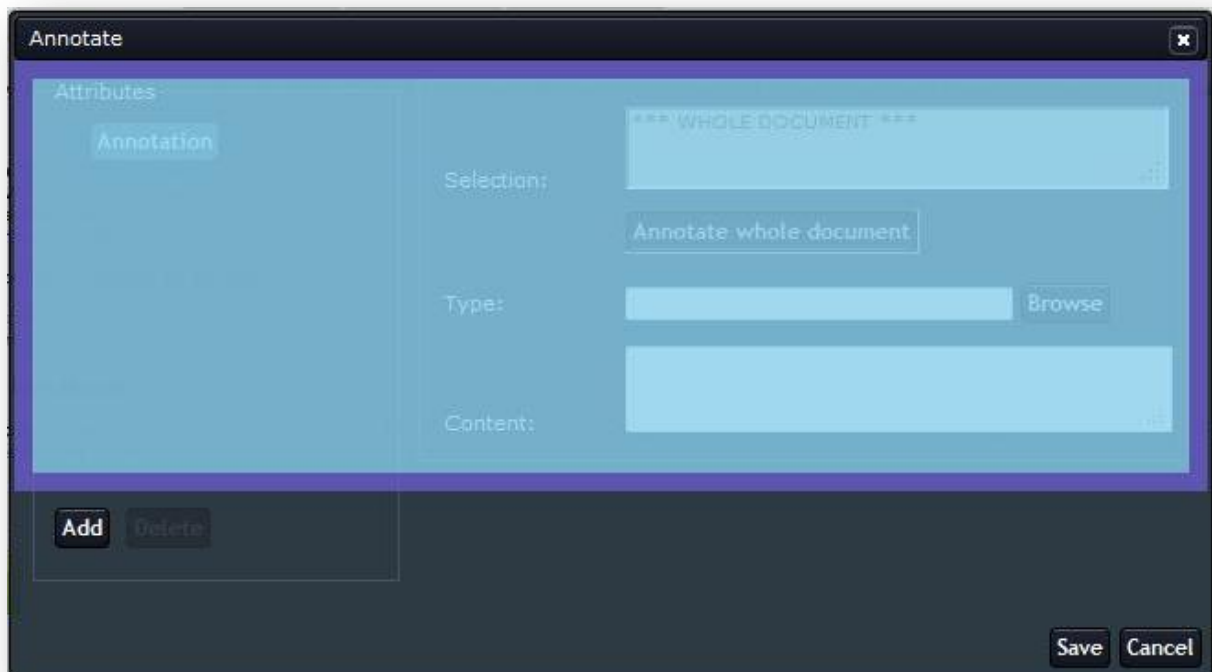 Annotate
Attributes
Annotation
*** WHOLE DOCUMENT ***
Selection:
Annotate whole document
Type:
Browse
Content:
Add Delete
Save Cancel